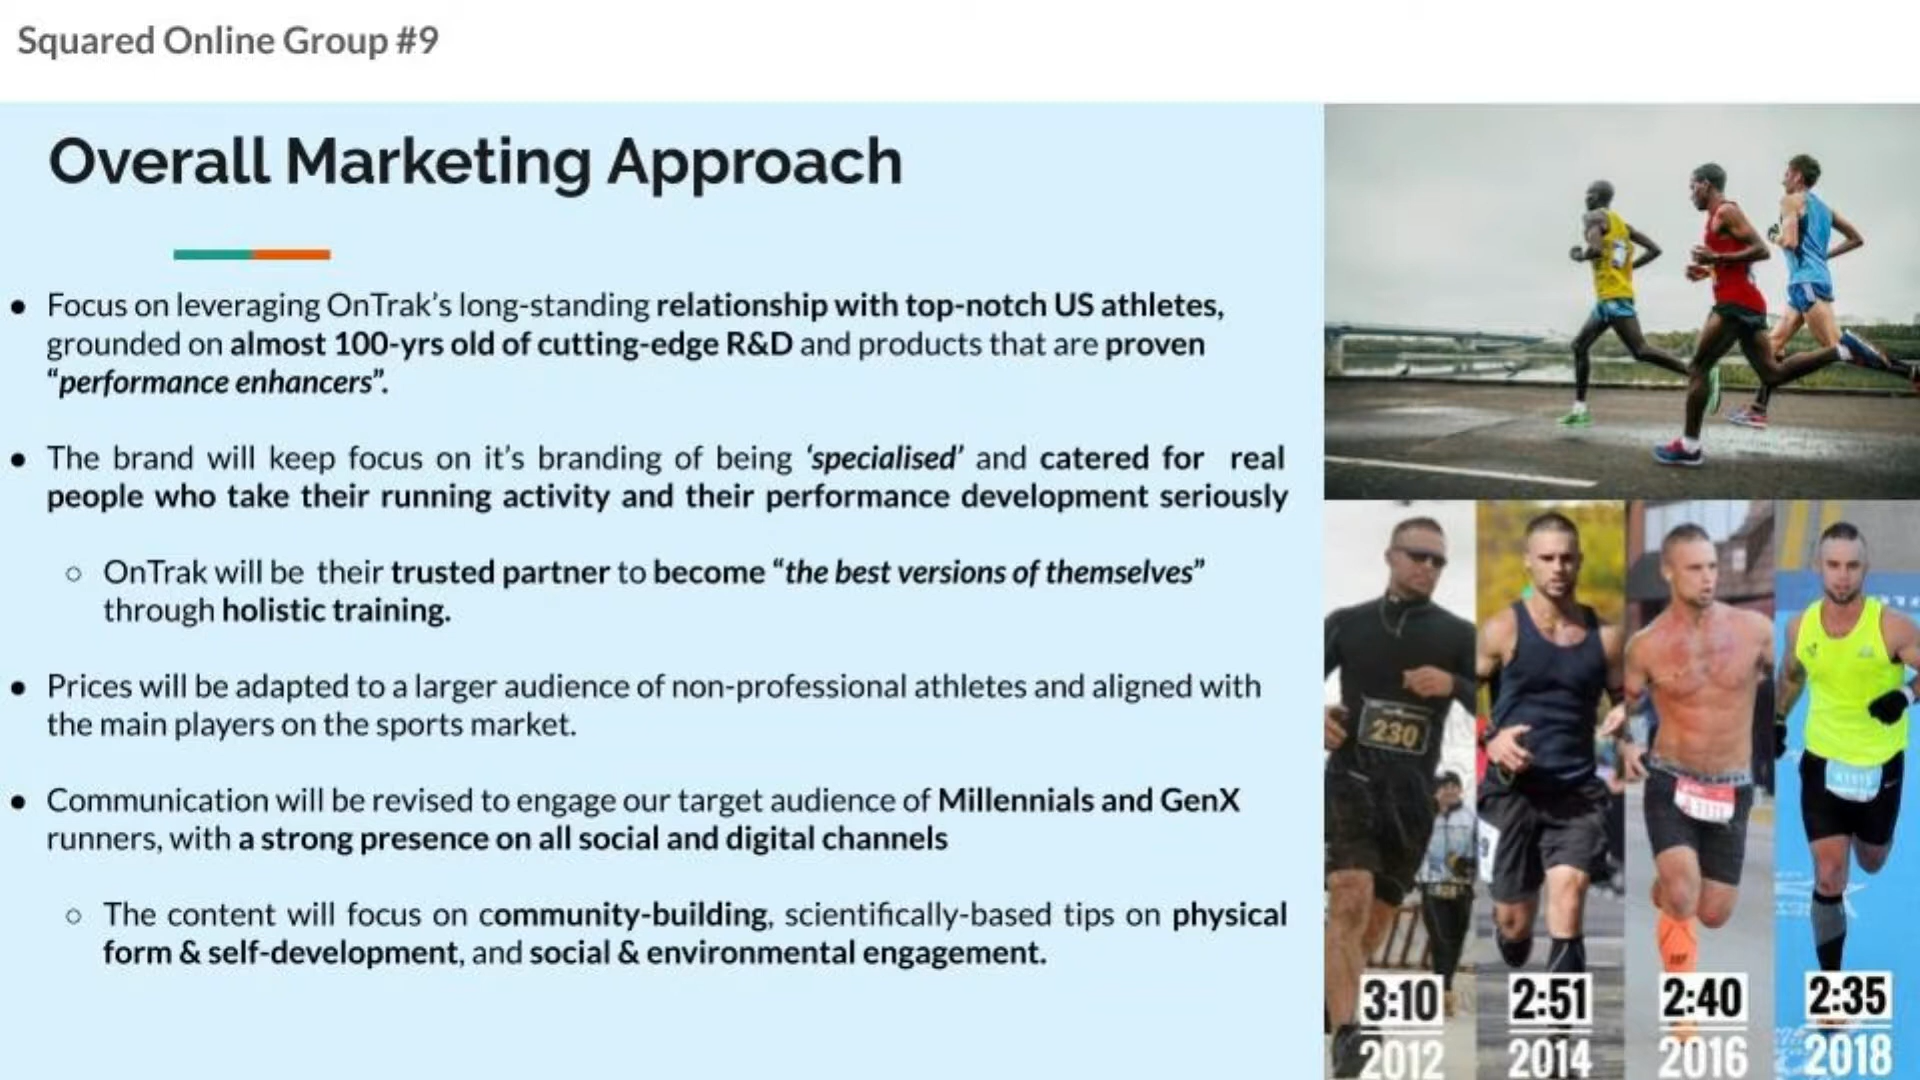 Squared Online Group #9
Overall Marketing Approach
● Focus on leveraging OnTrak's long-standing relationship with top-notch US athletes,
grounded on almost 100-yrs old of cutting-edge R&D and products that are proven
“performance enhancers”.
● The brand will keep focus on it's branding of being ‘specialised’ and catered for real
people who take their running activity and their performance development seriously
○ OnTrak will be their trusted partner to become “the best versions of themselves”
through holistic training.
● Prices will be adapted to a larger audience of non-professional athletes and aligned with
the main players on the sports market.
● Communication will be revised to engage our target audience of Millennials and GenX
runners, with a strong presence on all social and digital channels
○ The content will focus on community-building, scientifically-based tips on physical
form & self-development, and social & environmental engagement.
230
3:10 2:51 2:40 2:35
2012 2014 2016 2018